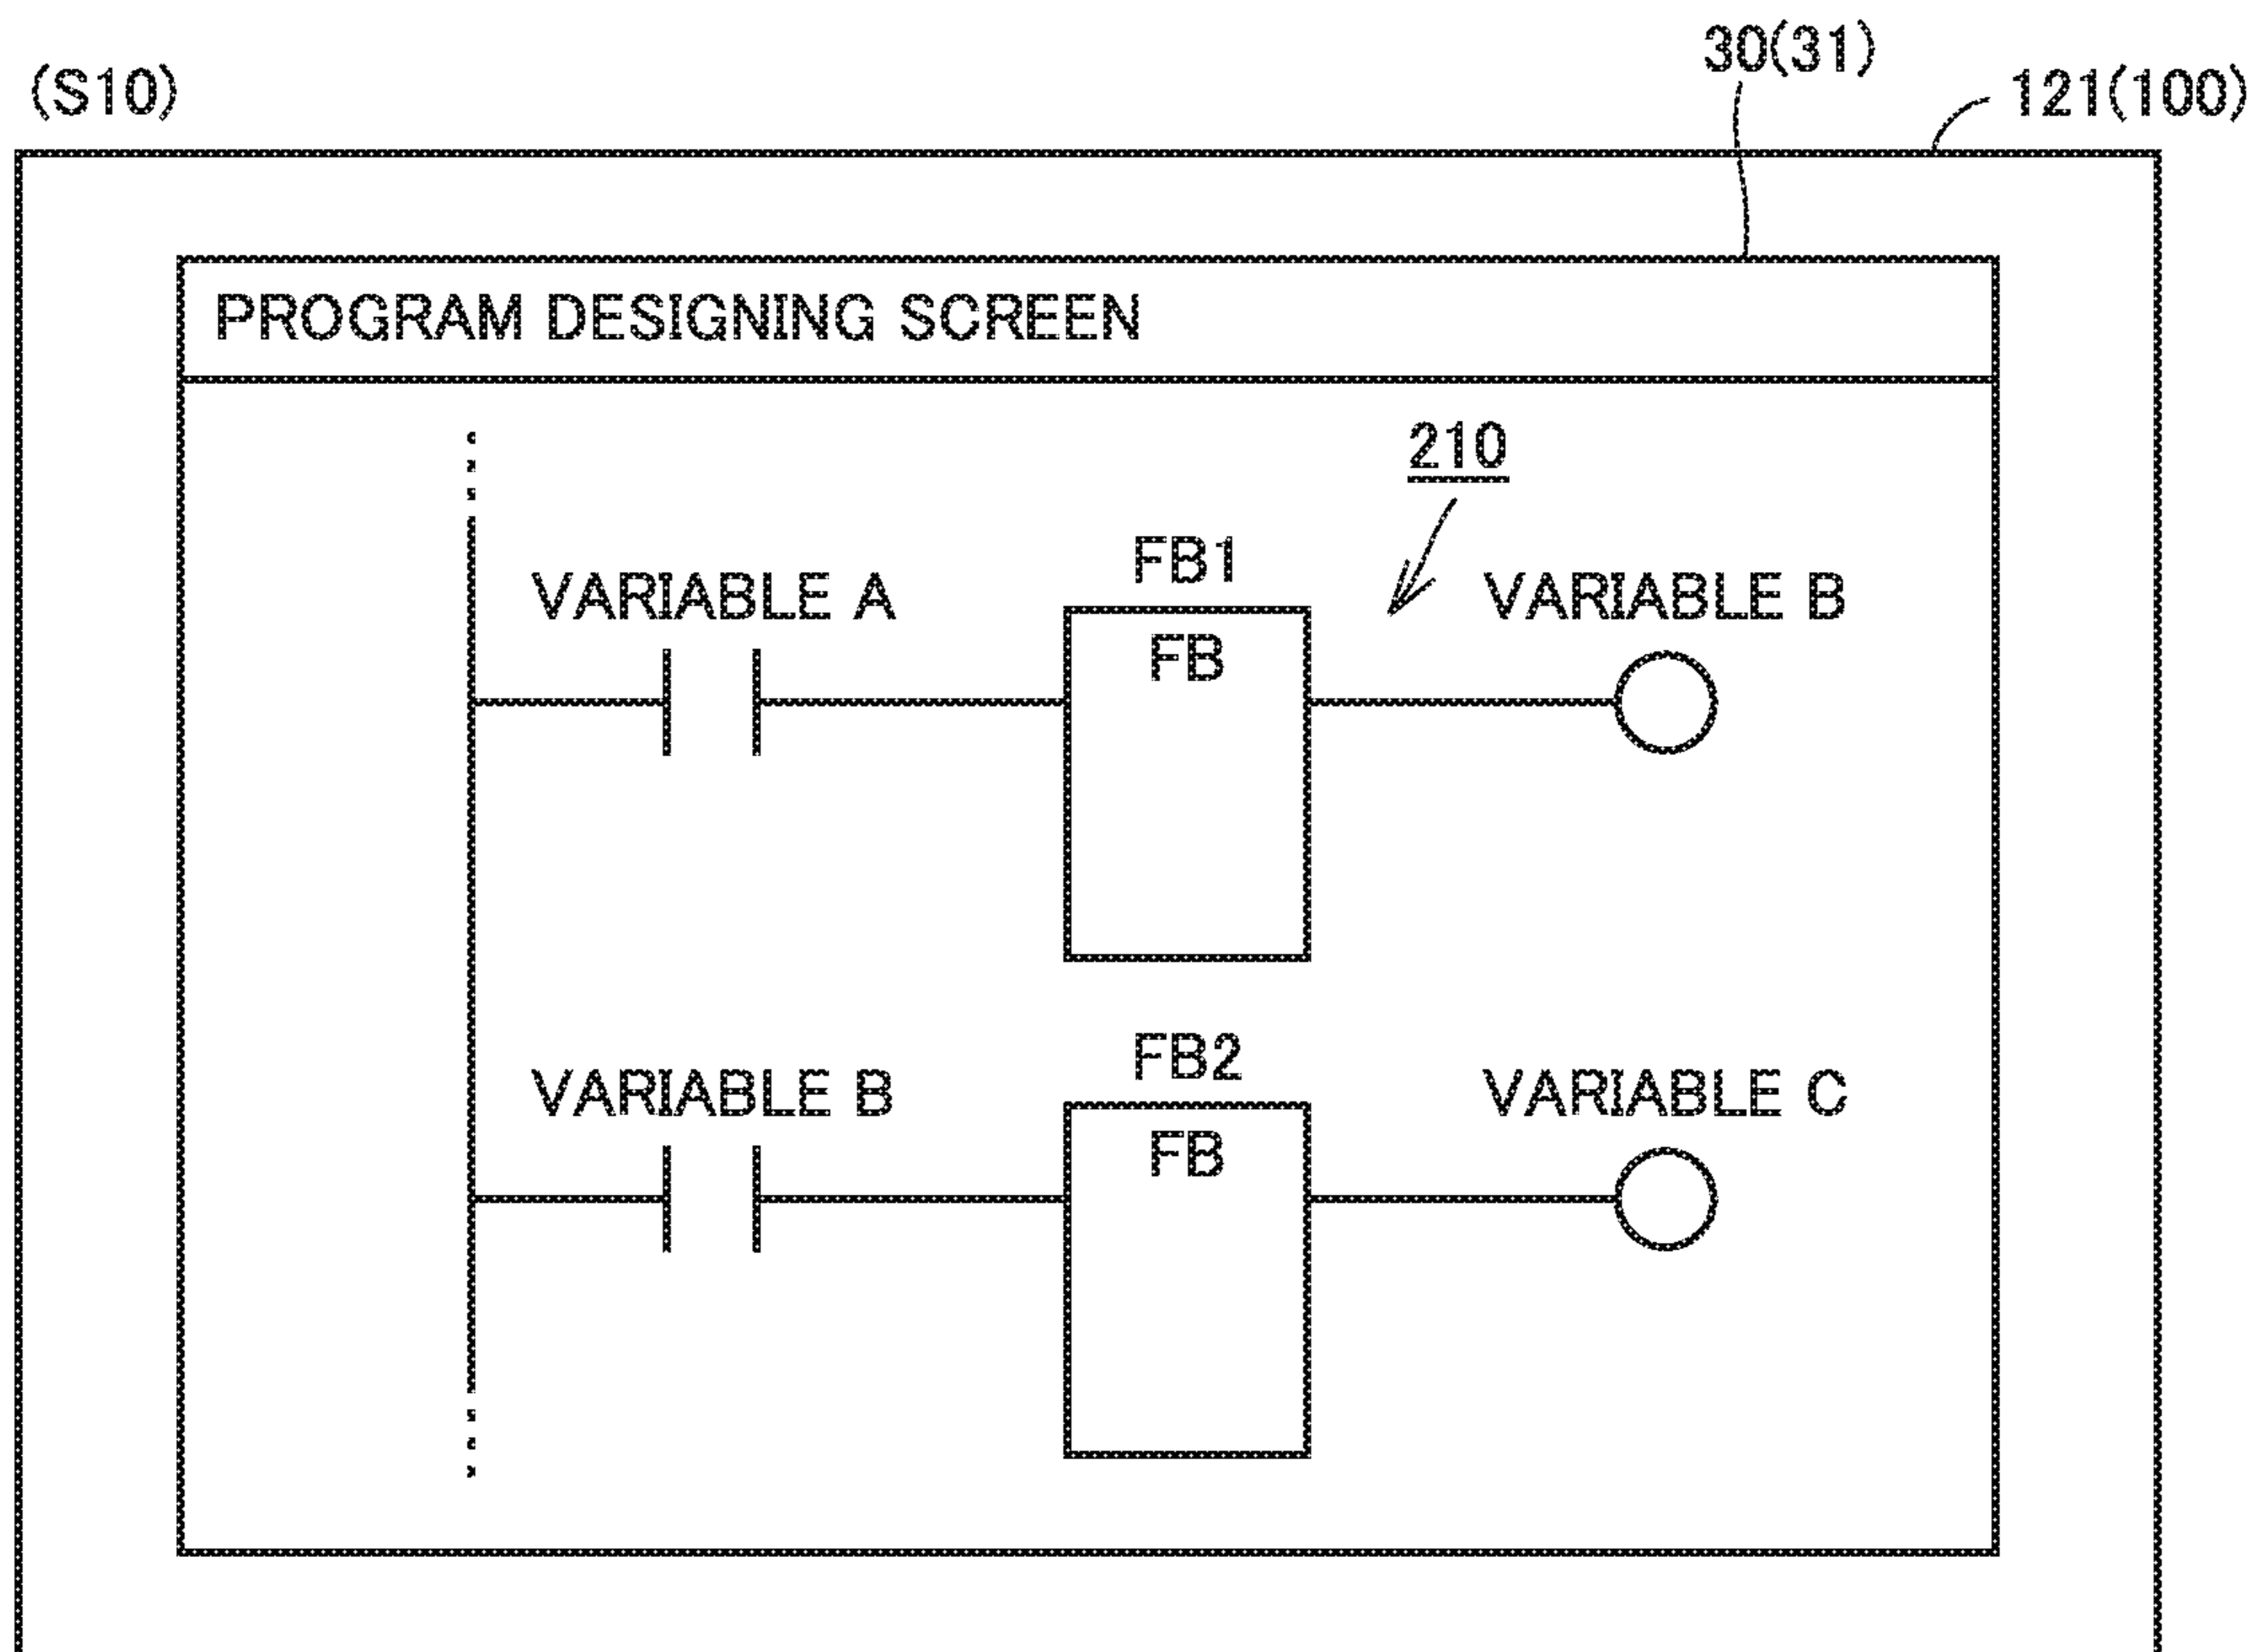 30(31)
(S10)
121(100)
PROGRAM DESIGNING SCREEN
210
FB1
VARIABLE A
VARIABLE B
FB
FB2
VARIABLE B
VARIABLE C
FB